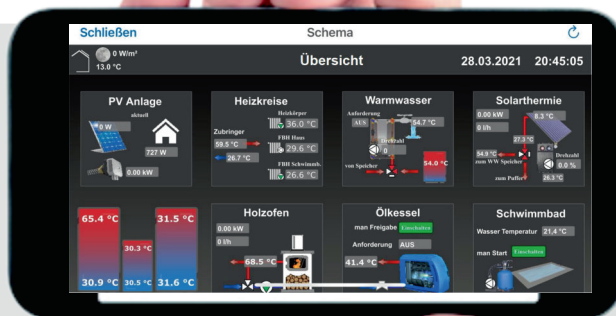 Schließen
Schema
0 W/m²
13.0 °C
Übersicht
28.03.2021 20:45:05
PV Anlage
aktuell
0 W
727 W
0.00 kW
Heizkreise
Heizkörper
36.0 °C
Zubringer
FBH Haus
59.5 °C
29.6 °C
26.7 °C
FBH Schwimmb.
26.6 °C
Warmwasser
Anforderung
AUS
54.7 °C
Drehzahl
0
von Speicher
54.0 °C
Solarthermie
0.00 kW
8.3 °C
0 l/h
27.3 °C
54.9 °C
Drehzahl
zum WW Speicher
0.0 %
zum Puffer
26.3 °C
65.4 °C
31.5 °C
30.3 °C
30.9 °C
30.5 °C
31.6 °C
Holzofen
0.00 kW
0 l/h
68.5 °C
Ölkessel
man Freigabe
Einschalten
Anforderung
AUS
41.4 °C
Schwimmbad
Wasser Temperatur
21,4 °C
man Start
Einschalten